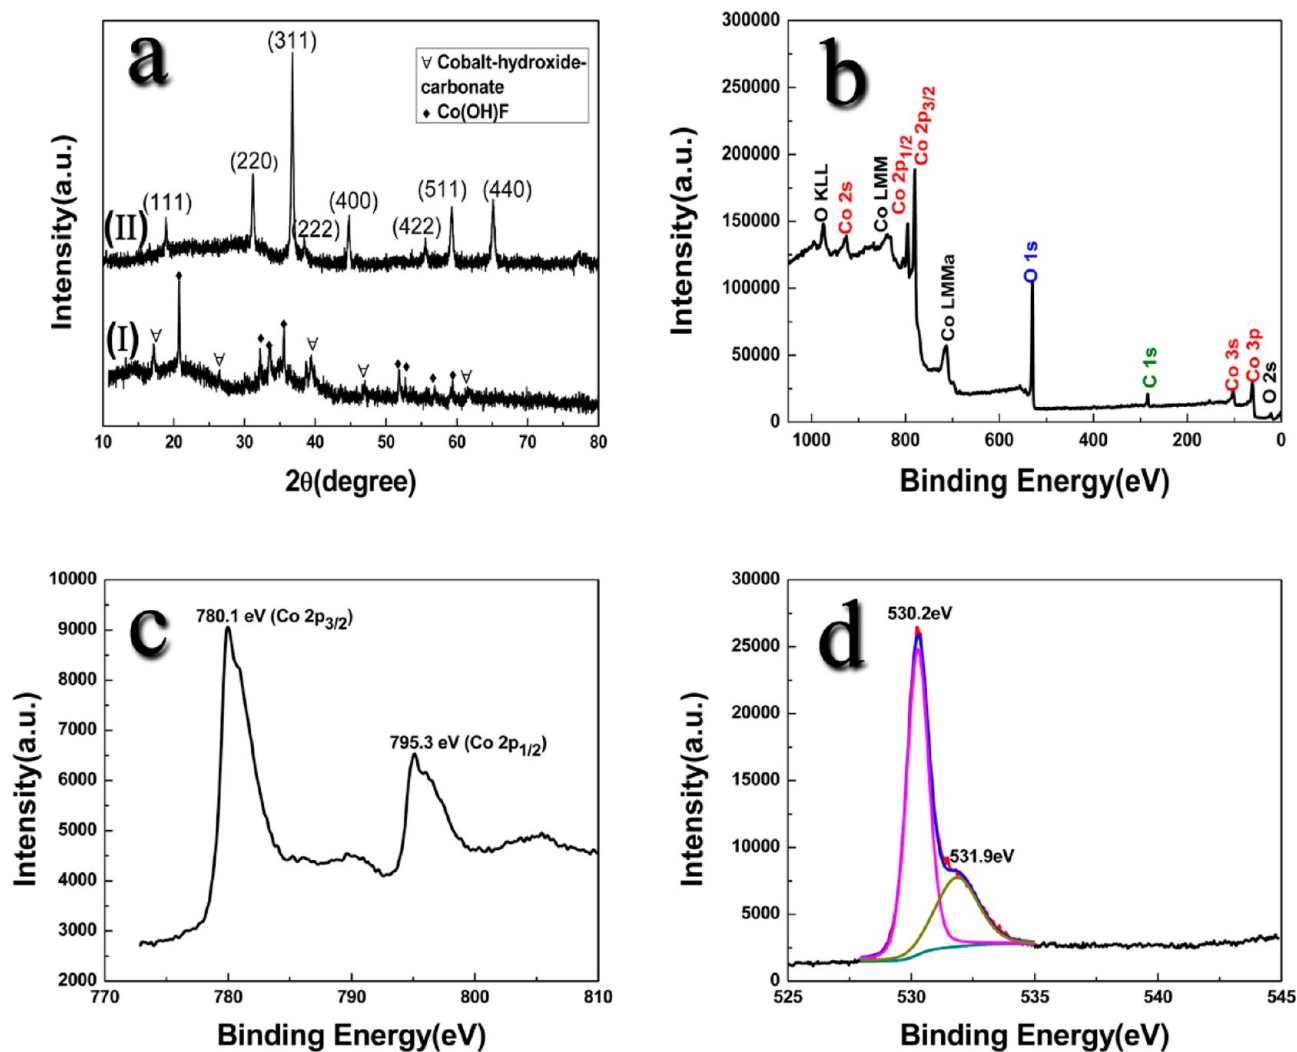 a
(311)
∀ Cobalt-hydroxide-
carbonate
♦ Co(OH)F
(220)
(111)
(222)
(400)
(422)
(511)
(440)
(II)
(I)
Intensity(a.u.)
10 20 30 40 50 60 70 80
2θ(degree)
b
300000
250000
200000
150000
100000
50000
0
O KLL
Co 2s
Co LMM
Co 2p1/2
Co 2p3/2
Co LMMa
O 1s
C 1s
Co 3s
Co 3p
O 2s
Intensity(a.u.)
1000 800 600 400 200 0
Binding Energy(eV)
c
10000
9000
8000
7000
6000
5000
4000
3000
2000
780.1 eV (Co 2p3/2)
795.3 eV (Co 2p1/2)
Intensity(a.u.)
770 780 790 800 810
Binding Energy(eV)
d
30000
25000
20000
15000
10000
5000
0
530.2eV
531.9eV
Intensity(a.u.)
525 530 535 540 545
Binding Energy(eV)